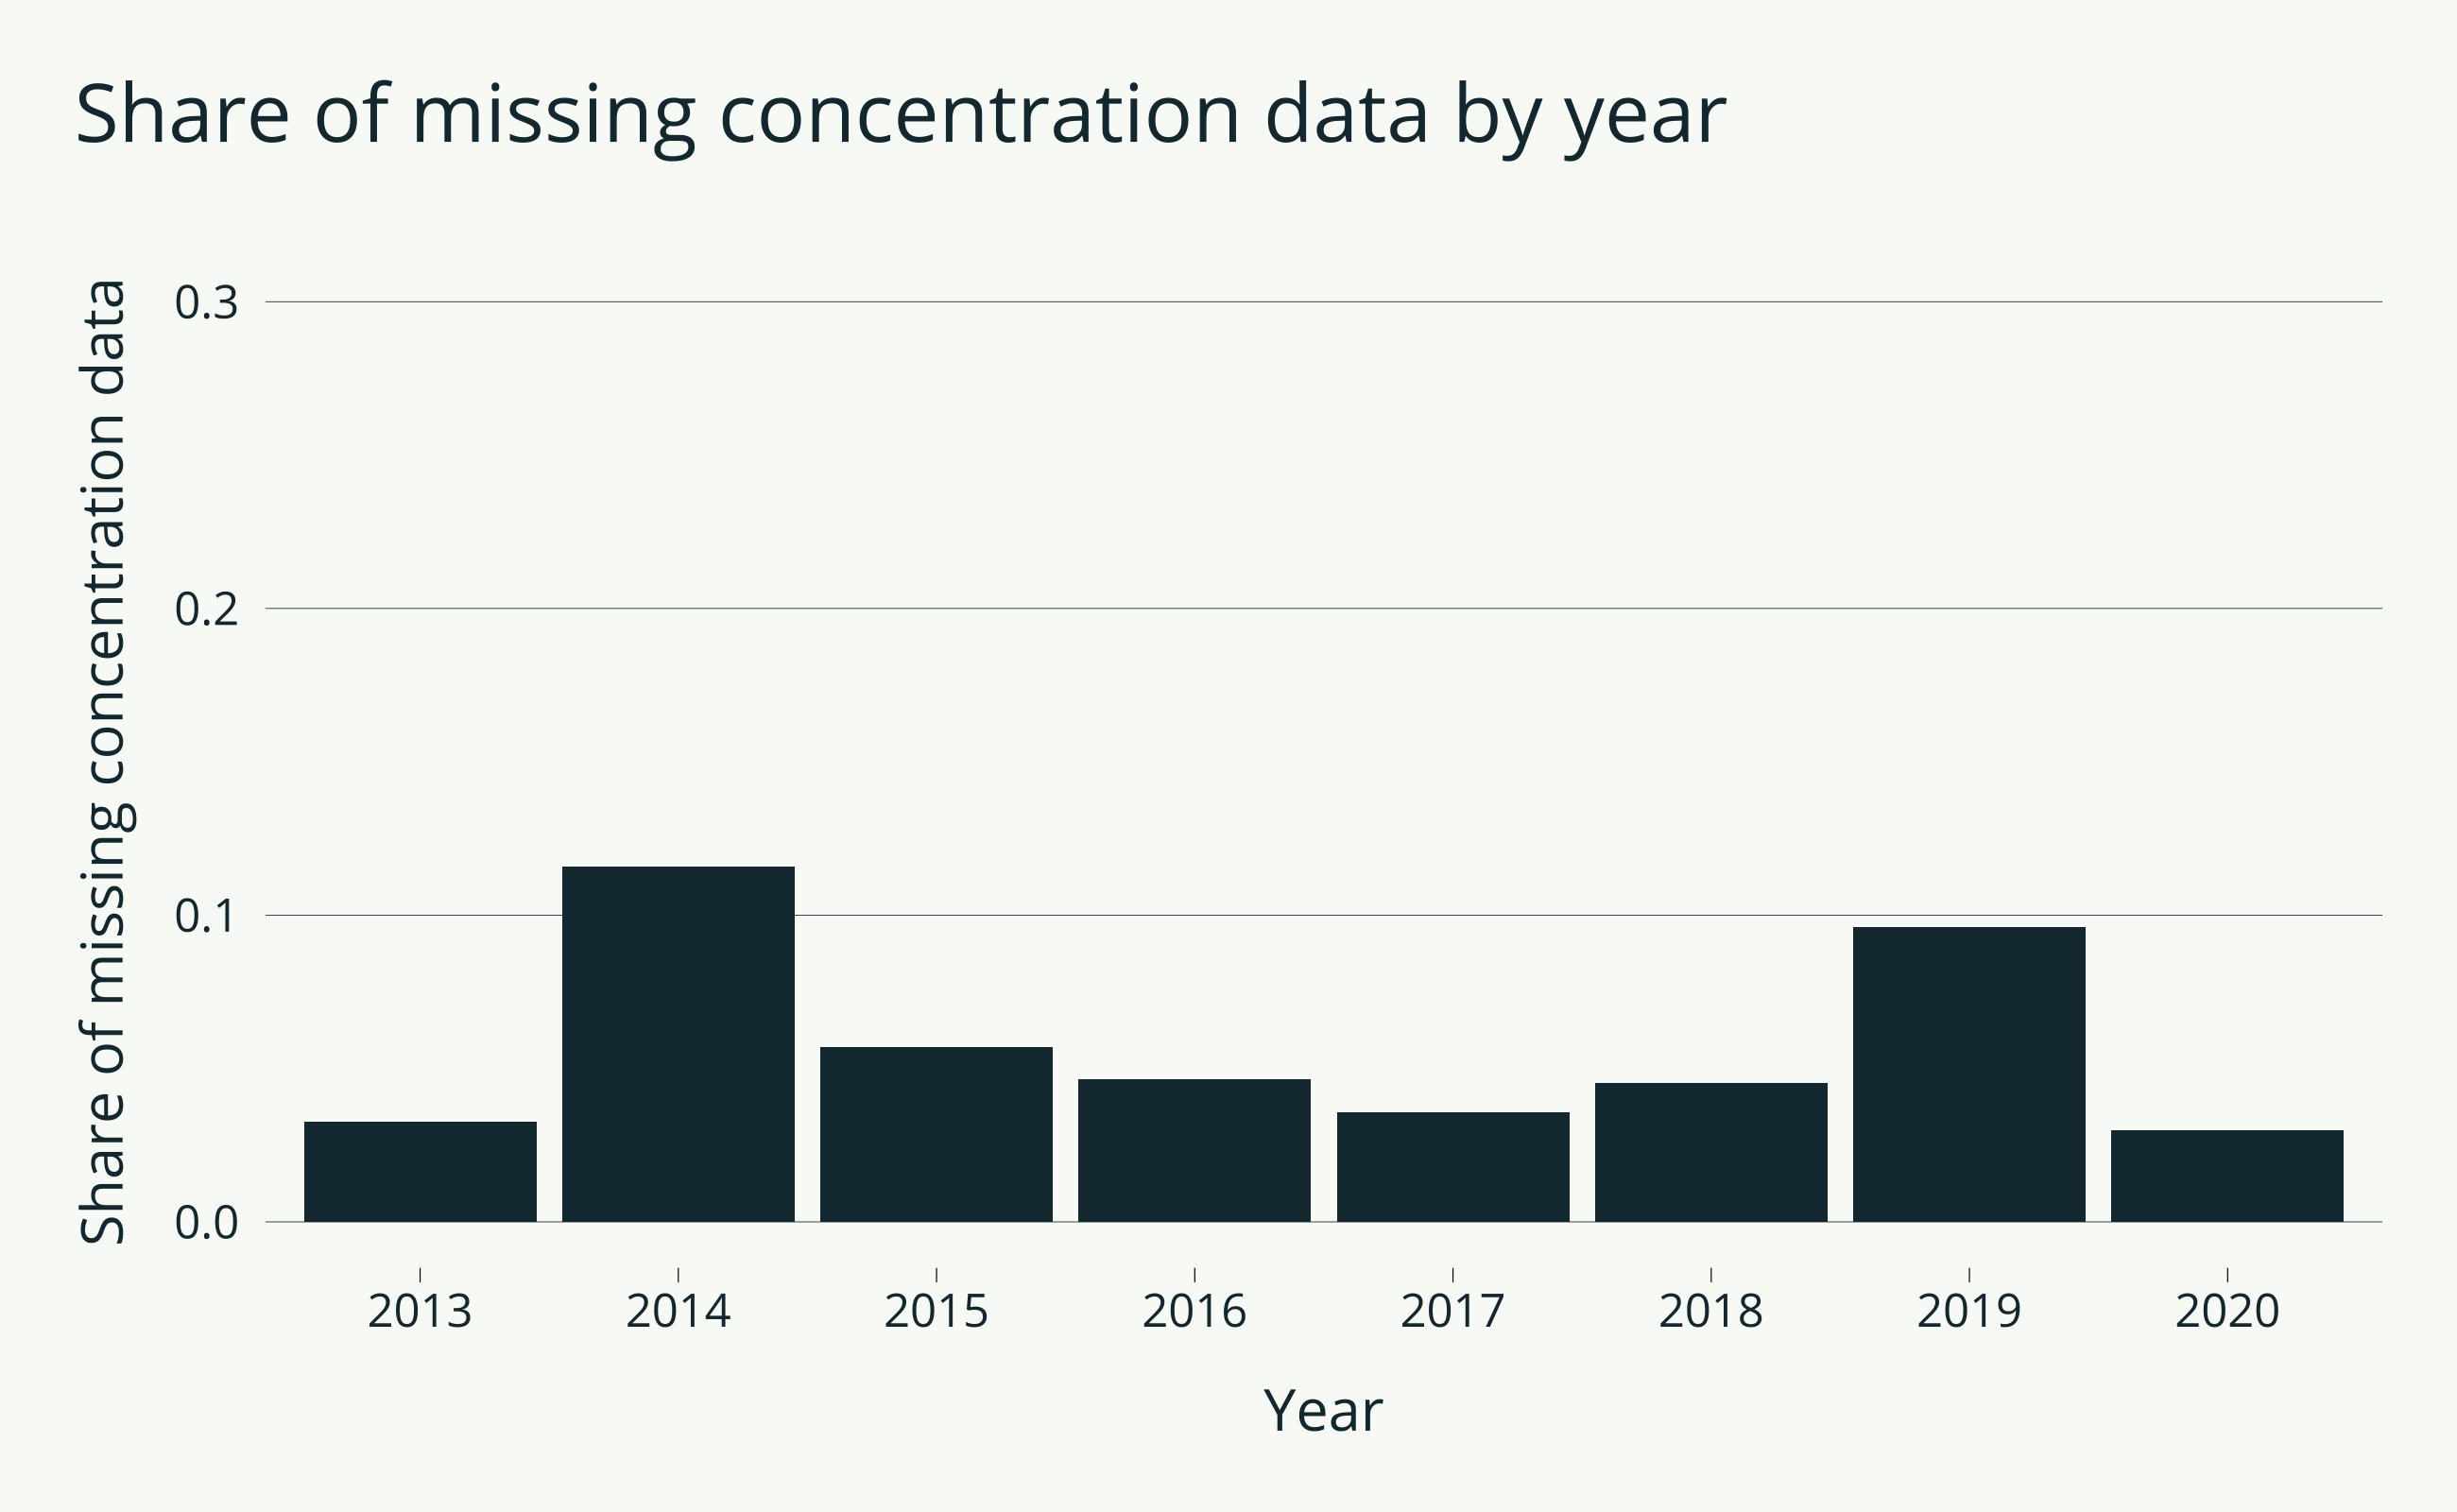 Share of missing concentration data by year
Share of missing concentration data
0.3
0.2
0.1
0.0
2013 2014 2015 2016 2017 2018 2019 2020
Year